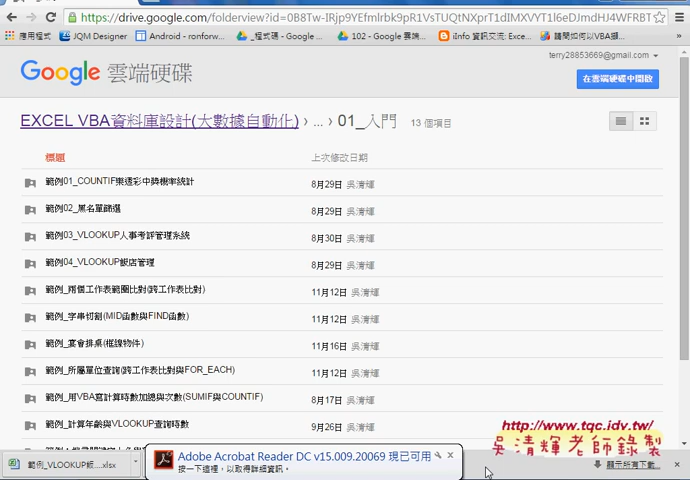 https://drive.google.com/folderview?id=0B8Tw-IRjp9YEfmlrbk9pR1VsTUQtNXprT1dIMXVYT1l6eDJmdHJ4WFRBT
應用程式 JQM Designer Android - ronforw... _程式碼 - Google ... 102 - Google 雲端... iInfo 資訊交流: Exce... 請問如何以VBA擷...
terry28853669@gmail.com
Google 雲端硬碟
在雲端硬碟中開啟
EXCEL VBA資料庫設計(大數據自動化) › ... › 01_入門 13 個項目
標題 上次修改日期
範例01_COUNTIF樂透彩中獎機率統計 8月29日 吳清輝
範例02_黑名單篩選 8月29日 吳清輝
範例03_VLOOKUP人事考評管理系統 8月30日 吳清輝
範例04_VLOOKUP飯店管理 8月29日 吳清輝
範例_兩個工作表範圍比對(跨工作表比對) 11月12日 吳清輝
範例_字串切割(MID函數與FIND函數) 11月12日 吳清輝
範例_宴會排桌(框線物件) 11月16日 吳清輝
範例_所屬單位查詢(跨工作表比對與FOR_EACH) 11月12日 吳清輝
範例_用VBA寫計算時數加總與次數(SUMIF與COUNTIF) 8月17日 吳清輝
範例_計算年齡與VLOOKUP查詢時數 9月26日 吳清輝
http://www.tqc.idv.tw/
吳清輝老師錄製
範例_VLOOKUP飯....xlsx
Adobe Acrobat Reader DC v15.009.20069 現已可用
按一下這裡，以取得詳細資訊。
顯示所有下載...